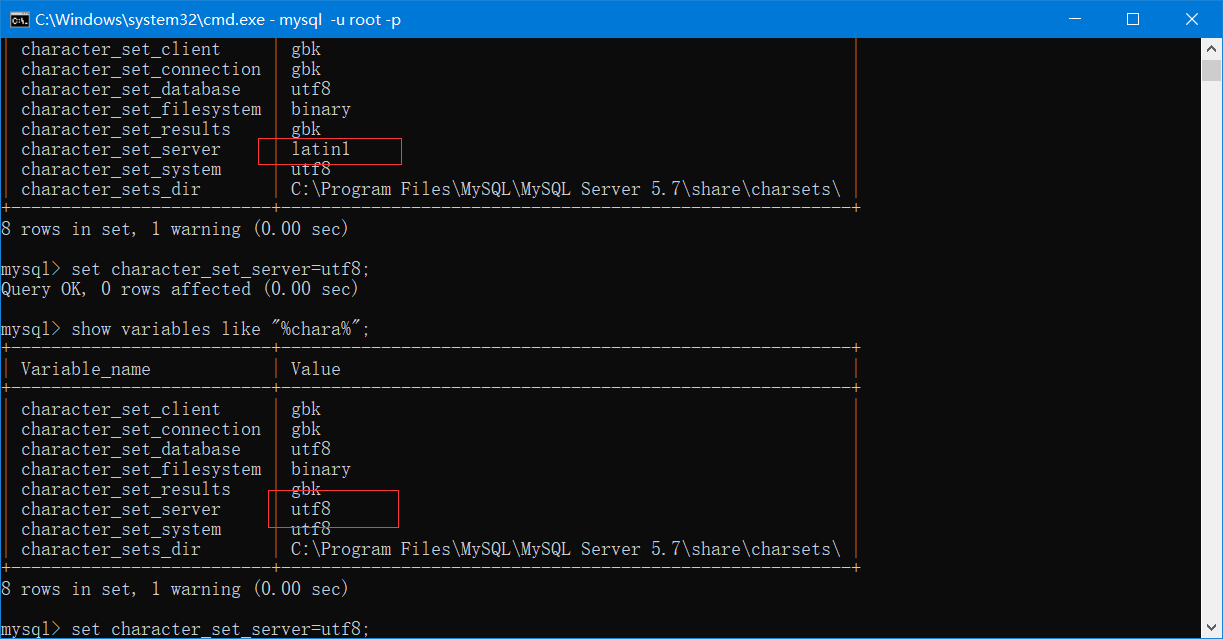 C:\Windows\system32\cmd.exe - mysql  -u root -p
| character_set_client     | gbk                                                     |
| character_set_connection | gbk                                                     |
| character_set_database   | utf8                                                    |
| character_set_filesystem | binary                                                  |
| character_set_results    | gbk                                                     |
| character_set_server     | latin1                                                  |
| character_set_system     | utf8                                                    |
| character_sets_dir       | C:\Program Files\MySQL\MySQL Server 5.7\share\charsets\ |
+--------------------------+---------------------------------------------------------+
8 rows in set, 1 warning (0.00 sec)
mysql> set character_set_server=utf8;
Query OK, 0 rows affected (0.00 sec)
mysql> show variables like "%chara%";
+--------------------------+---------------------------------------------------------+
| Variable_name            | Value                                                   |
+--------------------------+---------------------------------------------------------+
| character_set_client     | gbk                                                     |
| character_set_connection | gbk                                                     |
| character_set_database   | utf8                                                    |
| character_set_filesystem | binary                                                  |
| character_set_results    | gbk                                                     |
| character_set_server     | utf8                                                    |
| character_set_system     | utf8                                                    |
| character_sets_dir       | C:\Program Files\MySQL\MySQL Server 5.7\share\charsets\ |
+--------------------------+---------------------------------------------------------+
8 rows in set, 1 warning (0.00 sec)
mysql> set character_set_server=utf8;